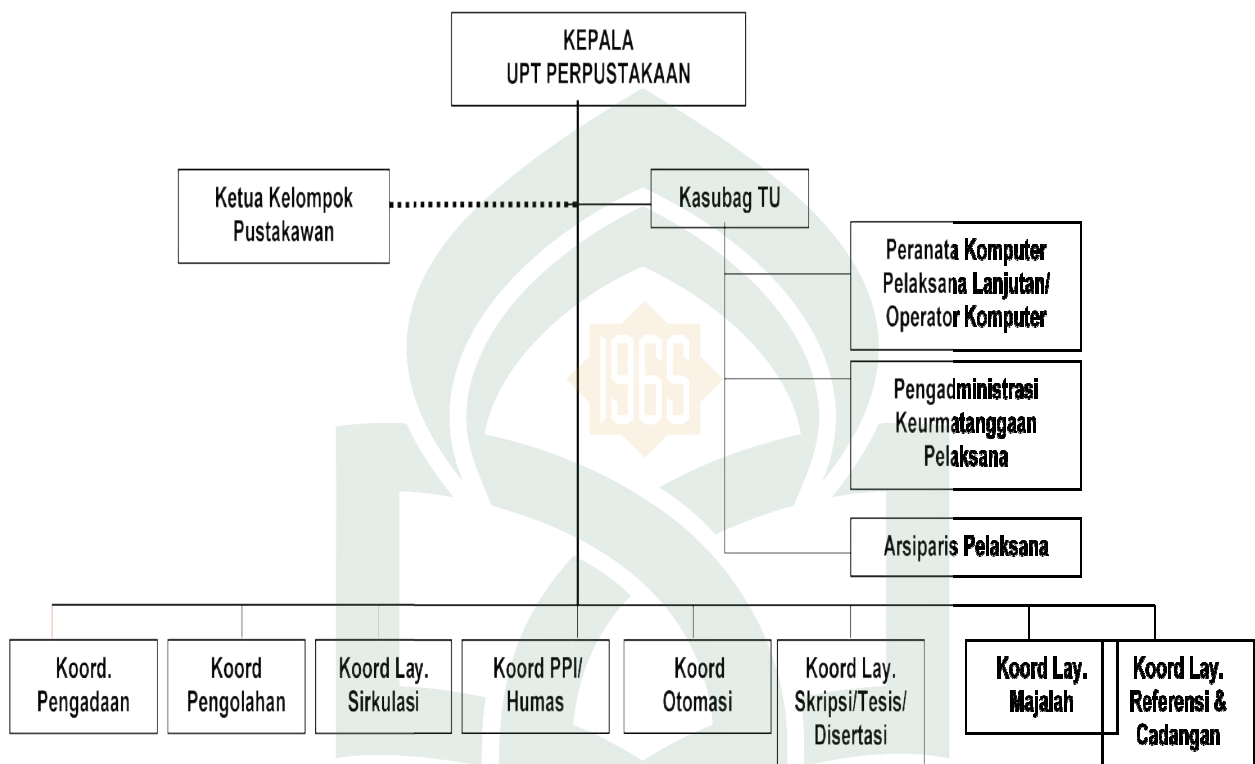 KEPALA
UPT PERPUSTAKAAN
Ketua Kelompok
Pustakawan
Kasubag TU
Peranata Komputer
Pelaksana Lanjutan/
Operator Komputer
Pengadministrasi
Keurmatanggaan
Pelaksana
Arsiparis Pelaksana
1965
Koord.
Pengadaan
Koord
Pengolahan
Koord Lay.
Sirkulasi
Koord PPI/
Humas
Koord
Otomasi
Koord Lay.
Skripsi/Tesis/
Disertasi
Koord Lay.
Majalah
Koord Lay.
Referensi &
Cadangan